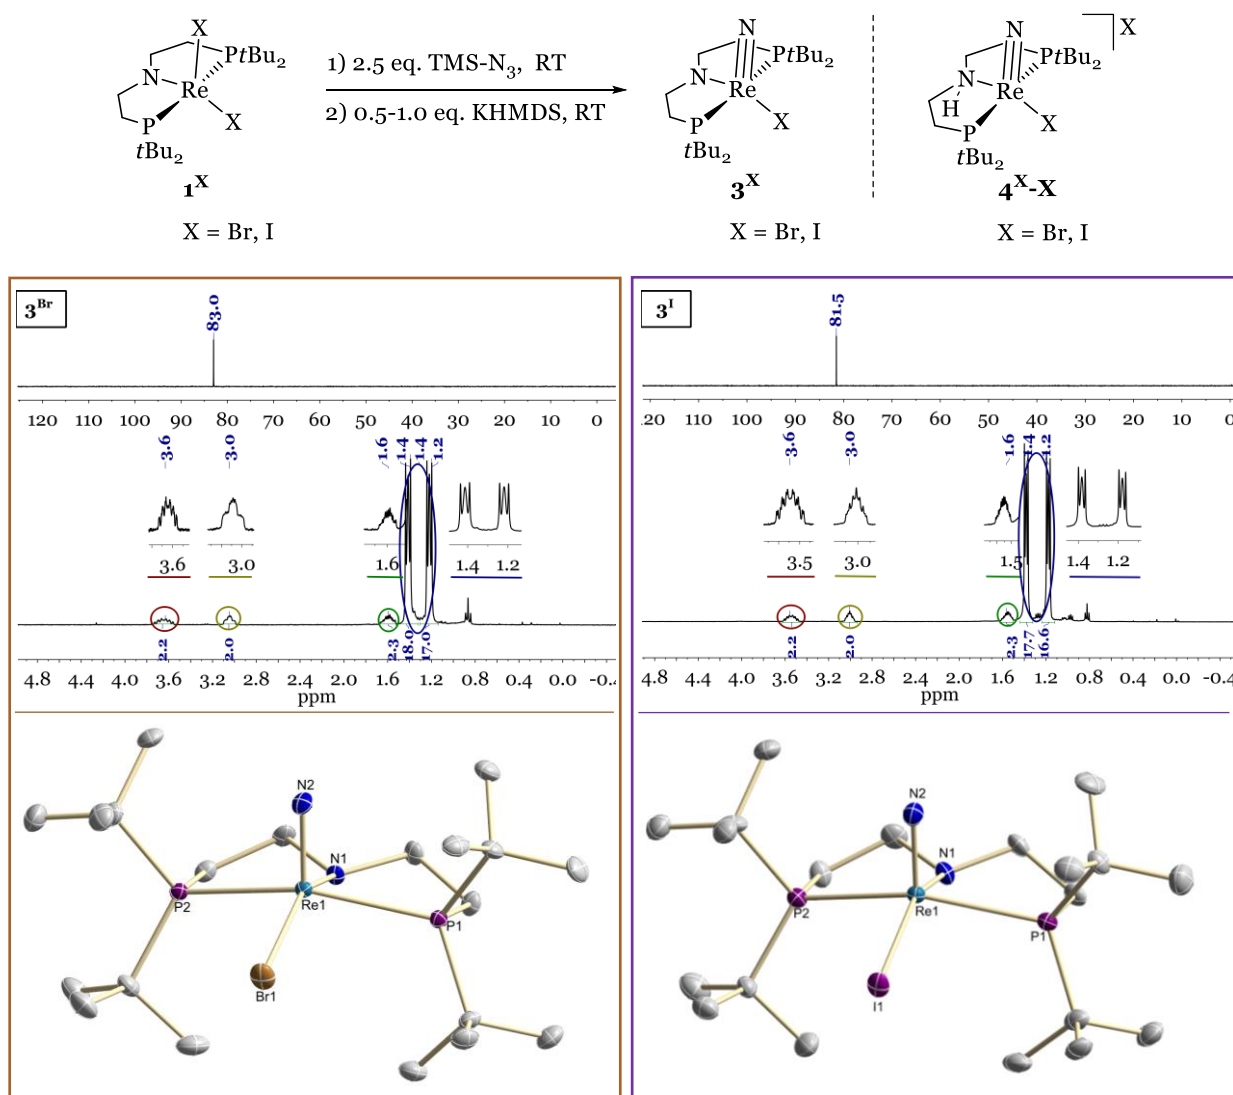 X
N
PtBu₂
Re
P
X
tBu₂
1ˣ
X = Br, I
1) 2.5 eq. TMS-N₃, RT
2) 0.5-1.0 eq. KHMDS, RT
N
N
PtBu₂
Re
P
X
tBu₂
3ˣ
X = Br, I
N
X
N
H
PtBu₂
Re
P
X
tBu₂
4ˣ-X
X = Br, I
3ᴮʳ
83.0
120 110 100 90 80 70 60 50 40 30 20 10 0
3.6 3.0 1.6 1.4 1.4 1.2
3.6 3.0 1.6 1.4 1.2
2.2 2.0 2.3 18.0 17.0
4.8 4.4 4.0 3.6 3.2 2.8 2.4 2.0 1.6 1.2 0.8 0.4 0.0 -0.4
ppm
N2
N1
P2
Re1
P1
Br1
3ᴵ
81.5
120 110 100 90 80 70 60 50 40 30 20 10 0
3.6 3.0 1.6 1.4 1.2
3.5 3.0 1.5 1.4 1.2
2.2 2.0 2.3 17.7 16.6
4.8 4.4 4.0 3.6 3.2 2.8 2.4 2.0 1.6 1.2 0.8 0.4 0.0 -0.4
ppm
N2
N1
P2
Re1
P1
I1